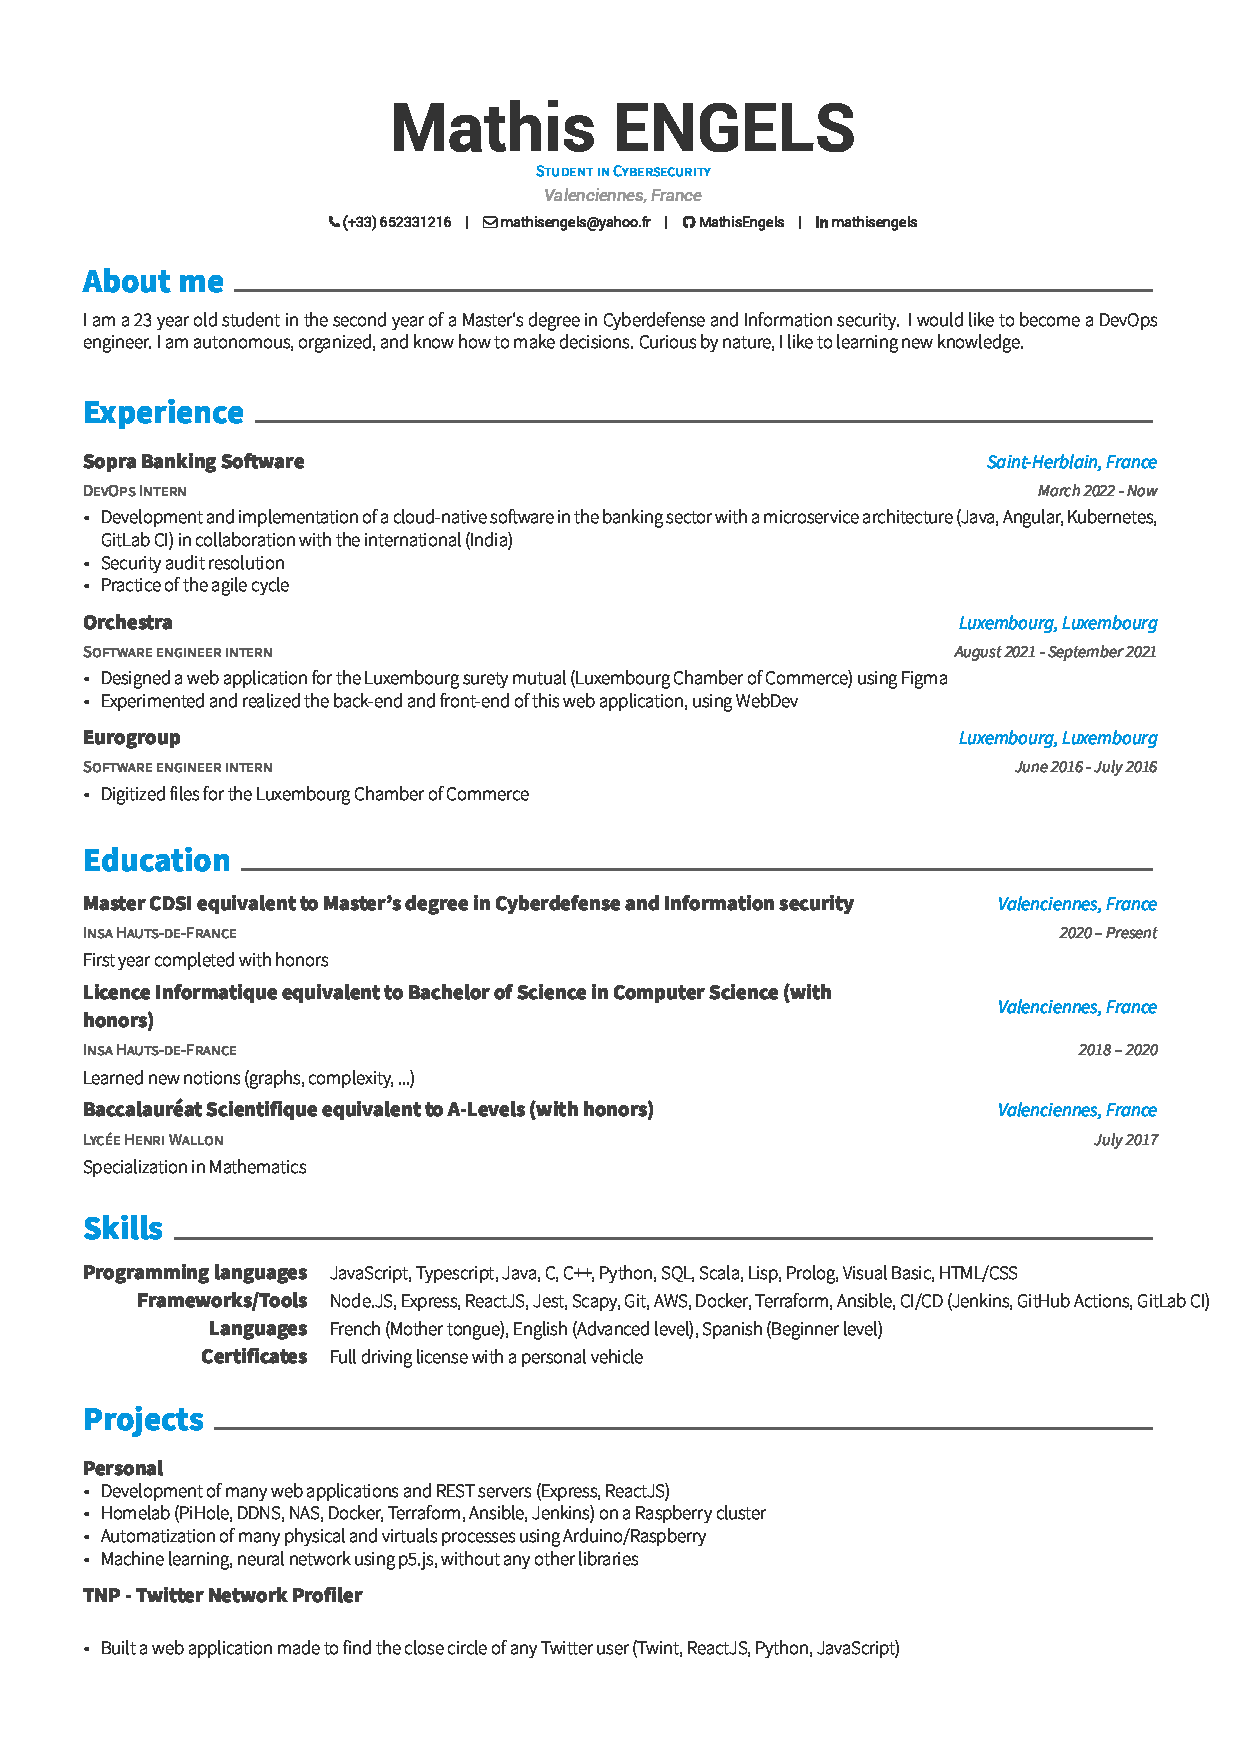 Mathis ENGELS
Student in Cybersecurity
Valenciennes, France
(+33) 652331216 | mathisengels@yahoo.fr | MathisEngels | mathisengels
About me
I am a 23 year old student in the second year of a Master's degree in Cyberdefense and Information security. I would like to become a DevOps
engineer. I am autonomous, organized, and know how to make decisions. Curious by nature, I like to learning new knowledge.
Experience
Sopra Banking Software Saint-Herblain, France
DevOps Intern March 2022 - Now
• Development and implementation of a cloud-native software in the banking sector with a microservice architecture (Java, Angular, Kubernetes,
GitLab CI) in collaboration with the international (India)
• Security audit resolution
• Practice of the agile cycle
Orchestra Luxembourg, Luxembourg
Software engineer intern August 2021 - September 2021
• Designed a web application for the Luxembourg surety mutual (Luxembourg Chamber of Commerce) using Figma
• Experimented and realized the back-end and front-end of this web application, using WebDev
Eurogroup Luxembourg, Luxembourg
Software engineer intern June 2016 - July 2016
• Digitized files for the Luxembourg Chamber of Commerce
Education
Master CDSI equivalent to Master’s degree in Cyberdefense and Information security Valenciennes, France
Insa Hauts-de-France 2020 – Present
First year completed with honors
Licence Informatique equivalent to Bachelor of Science in Computer Science (with
honors) Valenciennes, France
Insa Hauts-de-France 2018 – 2020
Learned new notions (graphs, complexity, ...)
Baccalauréat Scientifique equivalent to A-Levels (with honors) Valenciennes, France
Lycée Henri Wallon July 2017
Specialization in Mathematics
Skills
Programming languages JavaScript, Typescript, Java, C, C++, Python, SQL, Scala, Lisp, Prolog, Visual Basic, HTML/CSS
Frameworks/Tools Node.JS, Express, ReactJS, Jest, Scapy, Git, AWS, Docker, Terraform, Ansible, CI/CD (Jenkins, GitHub Actions, GitLab CI)
Languages French (Mother tongue), English (Advanced level), Spanish (Beginner level)
Certificates Full driving license with a personal vehicle
Projects
Personal
• Development of many web applications and REST servers (Express, ReactJS)
• Homelab (PiHole, DDNS, NAS, Docker, Terraform, Ansible, Jenkins) on a Raspberry cluster
• Automatization of many physical and virtuals processes using Arduino/Raspberry
• Machine learning, neural network using p5.js, without any other libraries
TNP - Twitter Network Profiler
• Built a web application made to find the close circle of any Twitter user (Twint, ReactJS, Python, JavaScript)